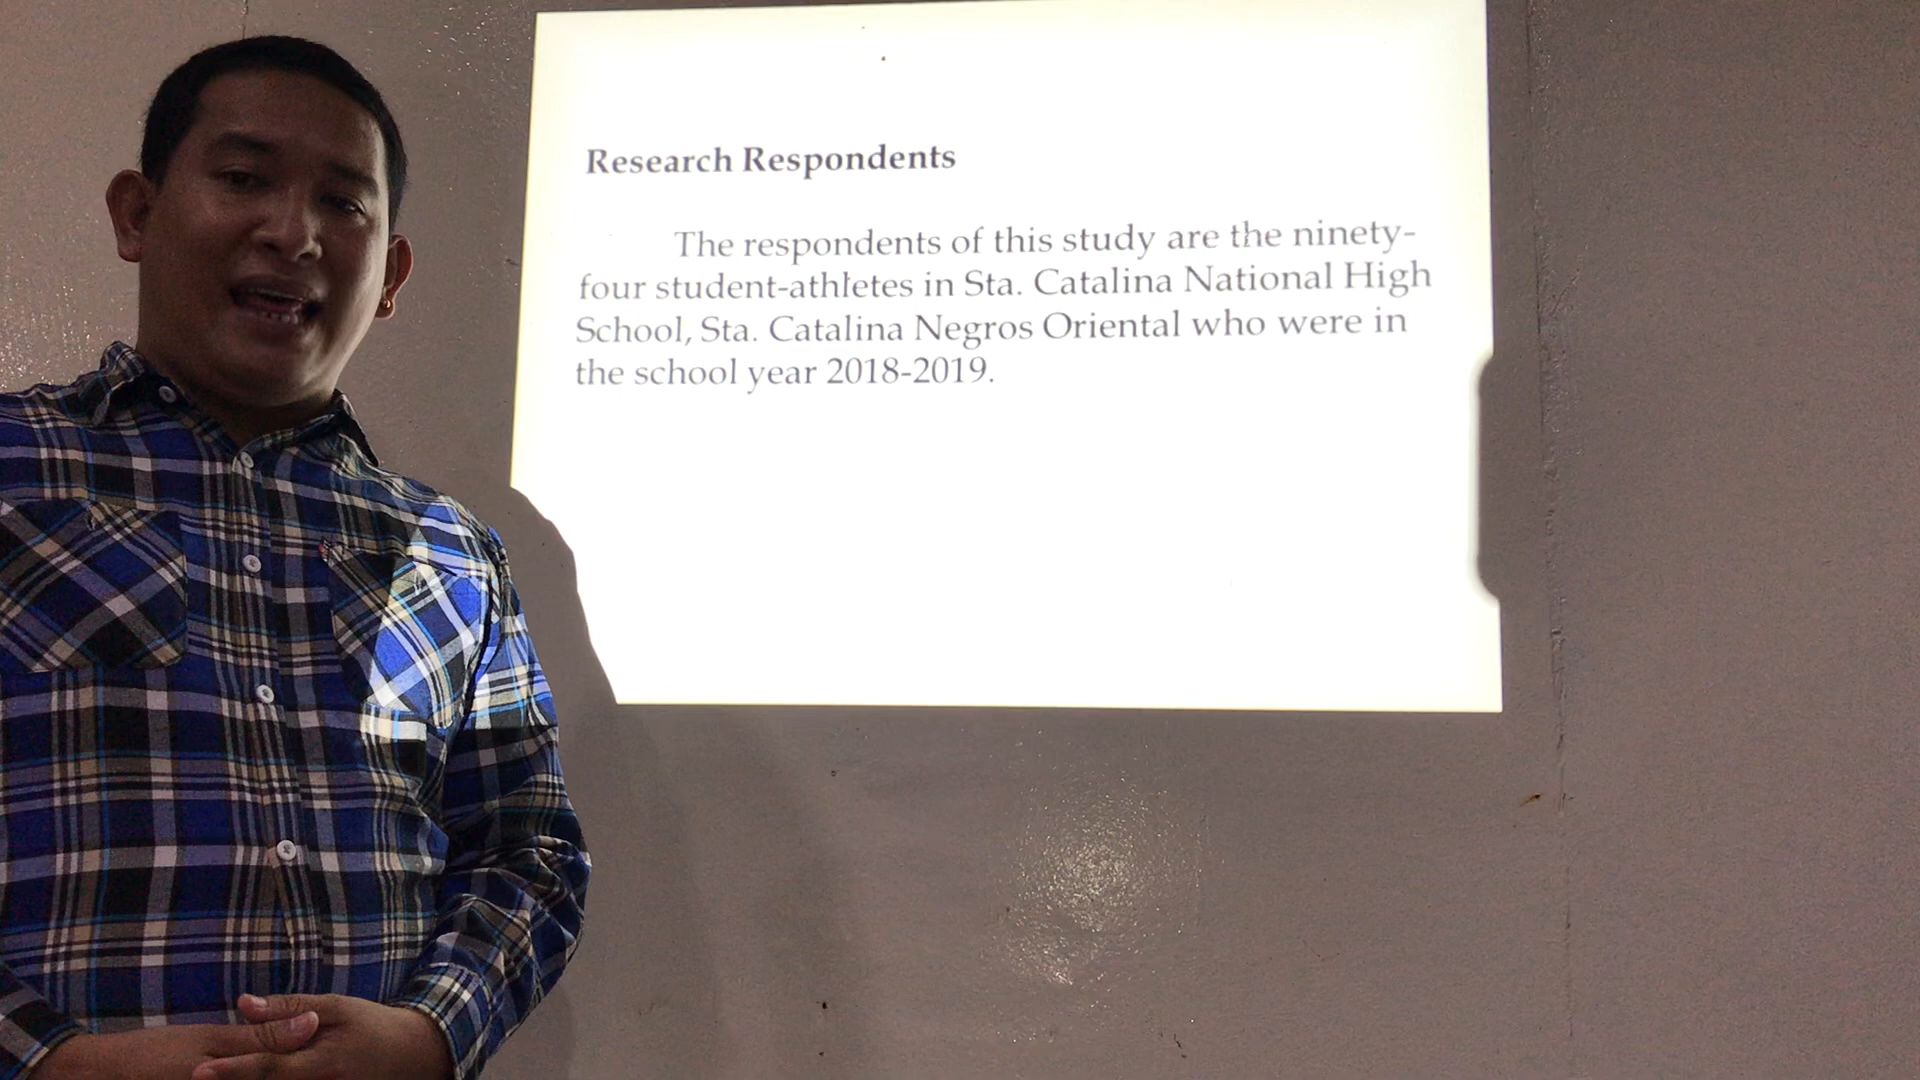 Research Respondents
The respondents of this study are the ninety-
four student-athletes in Sta. Catalina National High
School, Sta. Catalina Negros Oriental who were in
the school year 2018-2019.